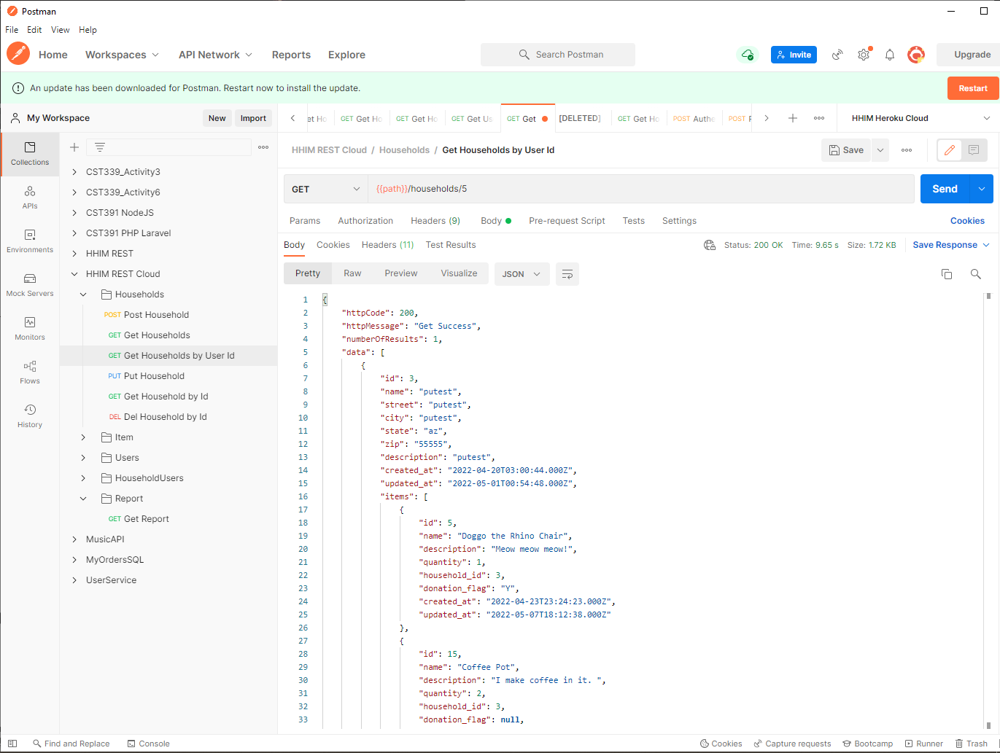 Postman
File Edit View Help
Home Workspaces API Network Reports Explore Search Postman Invite Upgrade
An update has been downloaded for Postman. Restart now to install the update. Restart
My Workspace New Import et Ho GET Get Ho GET Get Ho GET Get Us GET Get [DELETED] GET Get Ho POST Authe POST HHIM Heroku Cloud
Collections
APIs
Environments
Mock Servers
Monitors
Flows
History
CST339_Activity3
CST339_Activity6
CST391 NodeJS
CST391 PHP Laravel
HHIM REST
HHIM REST Cloud
Households
POST Post Household
GET Get Households
GET Get Households by User Id
PUT Put Household
GET Get Household by Id
DEL Del Household by Id
Item
Users
HouseholdUsers
Report
GET Get Report
MusicAPI
MyOrdersSQL
UserService
HHIM REST Cloud / Households / Get Households by User Id Save
GET {{path}}/households/5 Send
Params Authorization Headers (9) Body Pre-request Script Tests Settings Cookies
Body Cookies Headers (11) Test Results Status: 200 OK Time: 9.65 s Size: 1.72 KB Save Response
Pretty Raw Preview Visualize JSON
1 {
2 "httpCode": 200,
3 "httpMessage": "Get Success",
4 "numberOfResults": 1,
5 "data": [
6 {
7 "id": 3,
8 "name": "putest",
9 "street": "putest",
10 "city": "putest",
11 "state": "az",
12 "zip": "55555",
13 "description": "putest",
14 "created_at": "2022-04-20T03:00:44.000Z",
15 "updated_at": "2022-05-01T00:54:48.000Z",
16 "items": [
17 {
18 "id": 5,
19 "name": "Doggo the Rhino Chair",
20 "description": "Meow meow meow!",
21 "quantity": 1,
22 "household_id": 3,
23 "donation_flag": "Y",
24 "created_at": "2022-04-23T23:24:23.000Z",
25 "updated_at": "2022-05-07T18:12:38.000Z"
26 },
27 {
28 "id": 15,
29 "name": "Coffee Pot",
30 "description": "I make coffee in it. ",
31 "quantity": 2,
32 "household_id": 3,
33 "donation_flag": null,
Find and Replace Console Cookies Capture requests Bootcamp Runner Trash